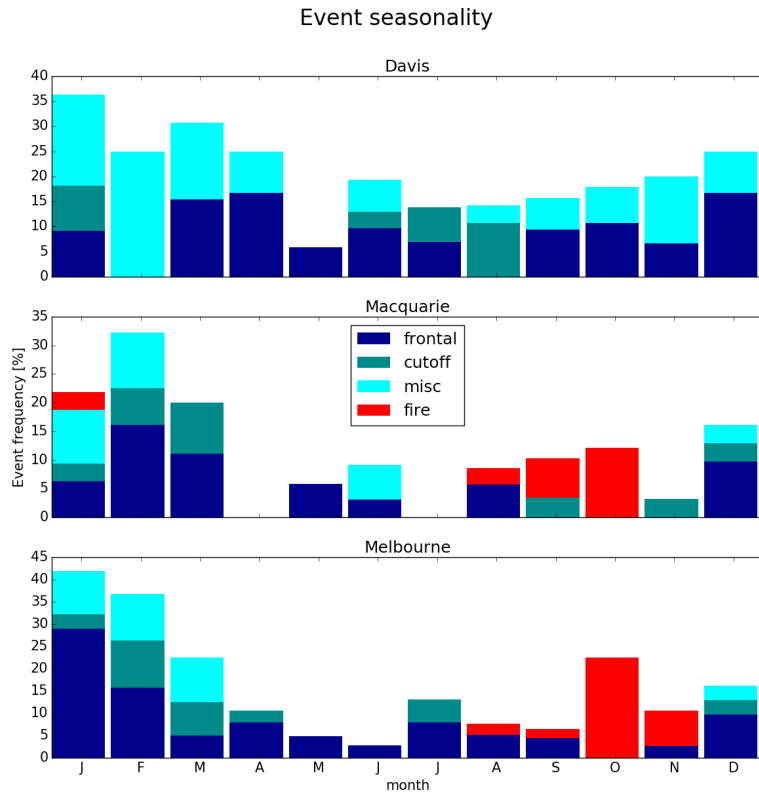 Event seasonality
Davis
40
35
30
25
20
15
10
5
0
Macquarie
35
30
25
20
15
10
5
0
Event frequency [%]
frontal
cutoff
misc
fire
Melbourne
45
40
35
30
25
20
15
10
5
0
J F M A M J J A S O N D
month